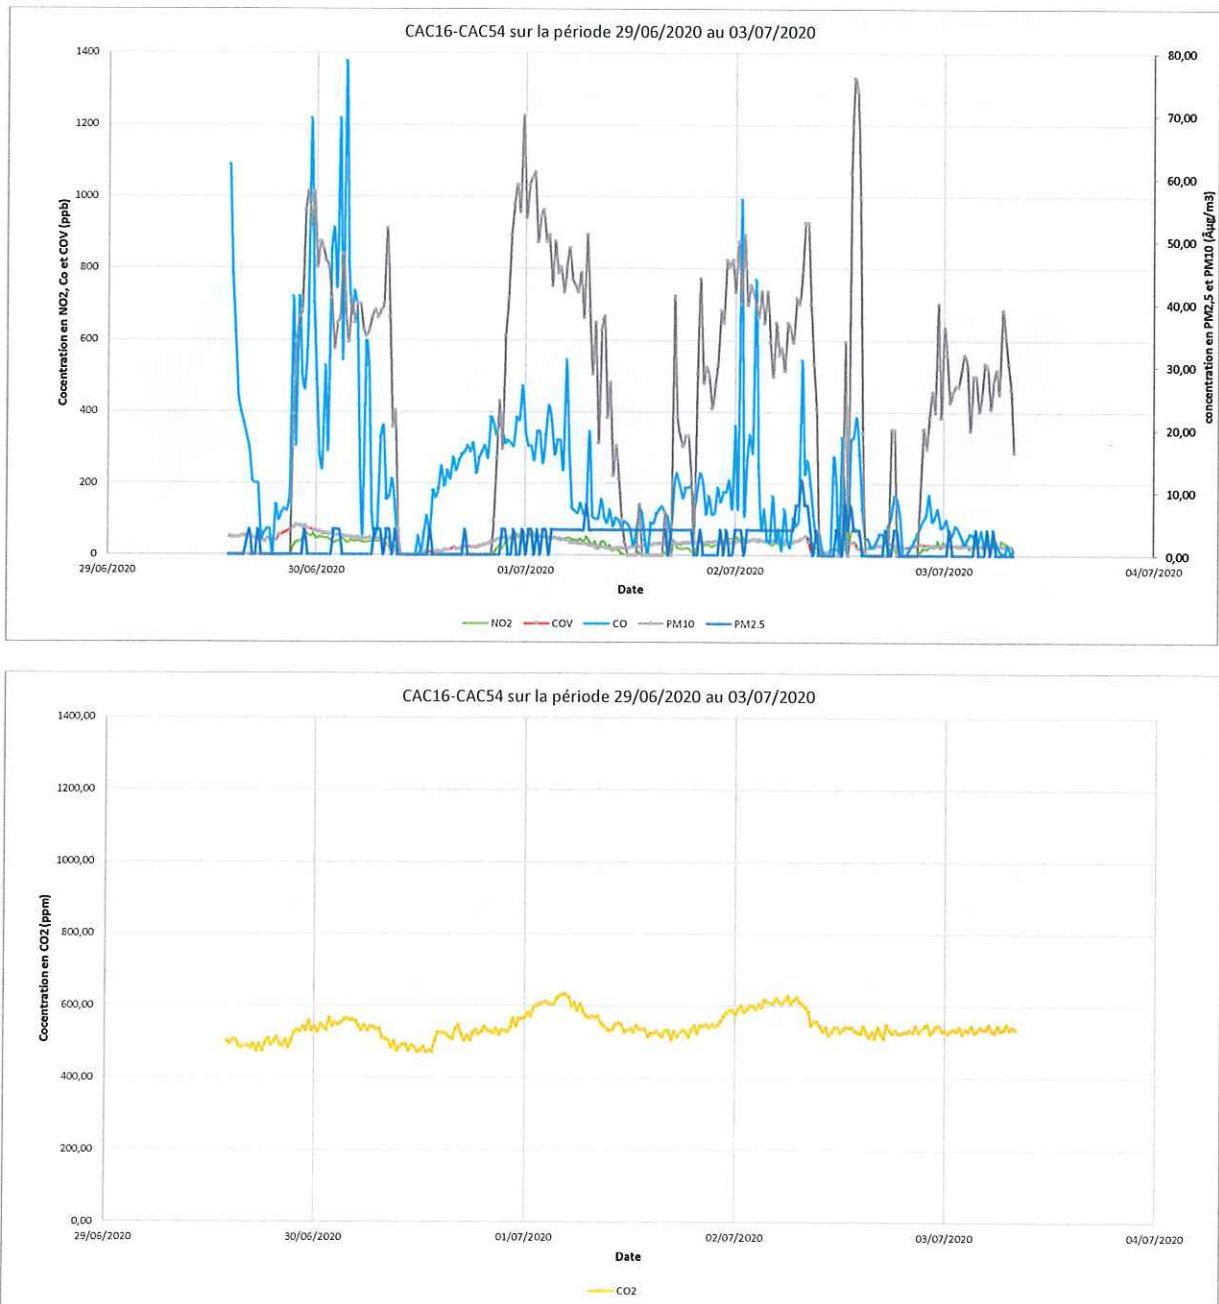 CAC16-CAC54 sur la période 29/06/2020 au 03/07/2020
1400
1200
1000
800
600
400
200
0
Cocentration en NO2, Co et COV (ppb)
80,00
70,00
60,00
50,00
40,00
30,00
20,00
10,00
0,00
concentration en PM2,5 et PM10 (Âµg/m3)
29/06/2020 30/06/2020 01/07/2020 02/07/2020 03/07/2020 04/07/2020
Date
NO2 COV CO PM10 PM2.5
CAC16-CAC54 sur la période 29/06/2020 au 03/07/2020
1400,00
1200,00
1000,00
800,00
600,00
400,00
200,00
0,00
Cocentration en CO2 (ppm)
29/06/2020 30/06/2020 01/07/2020 02/07/2020 03/07/2020 04/07/2020
Date
CO2